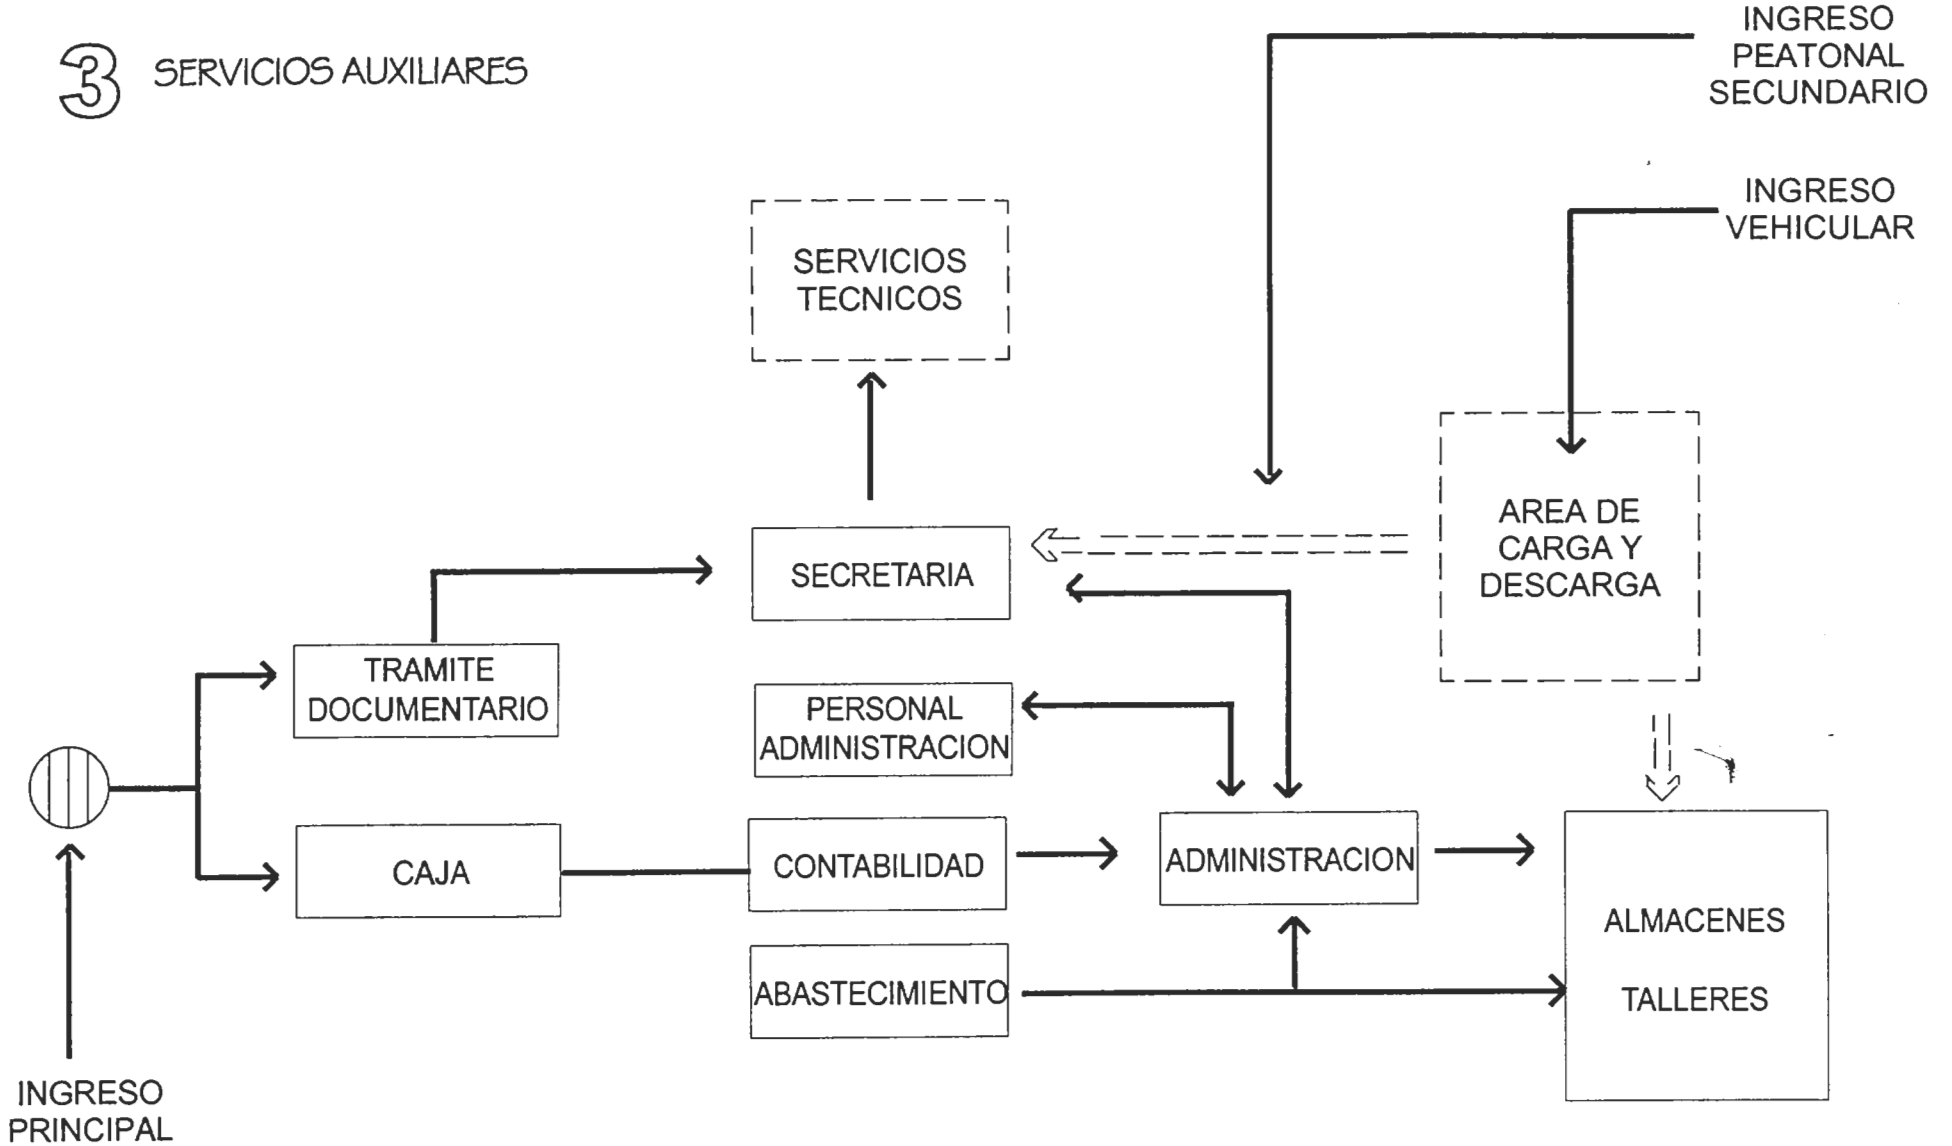 3 SERVICIOS AUXILIARES
INGRESO
PEATONAL
SECUNDARIO
INGRESO
VEHICULAR
SERVICIOS
TECNICOS
AREA DE
CARGA Y
DESCARGA
SECRETARIA
TRAMITE
DOCUMENTARIO
PERSONAL
ADMINISTRACION
CAJA
CONTABILIDAD
ADMINISTRACION
ALMACENES
TALLERES
ABASTECIMIENTO
INGRESO
PRINCIPAL